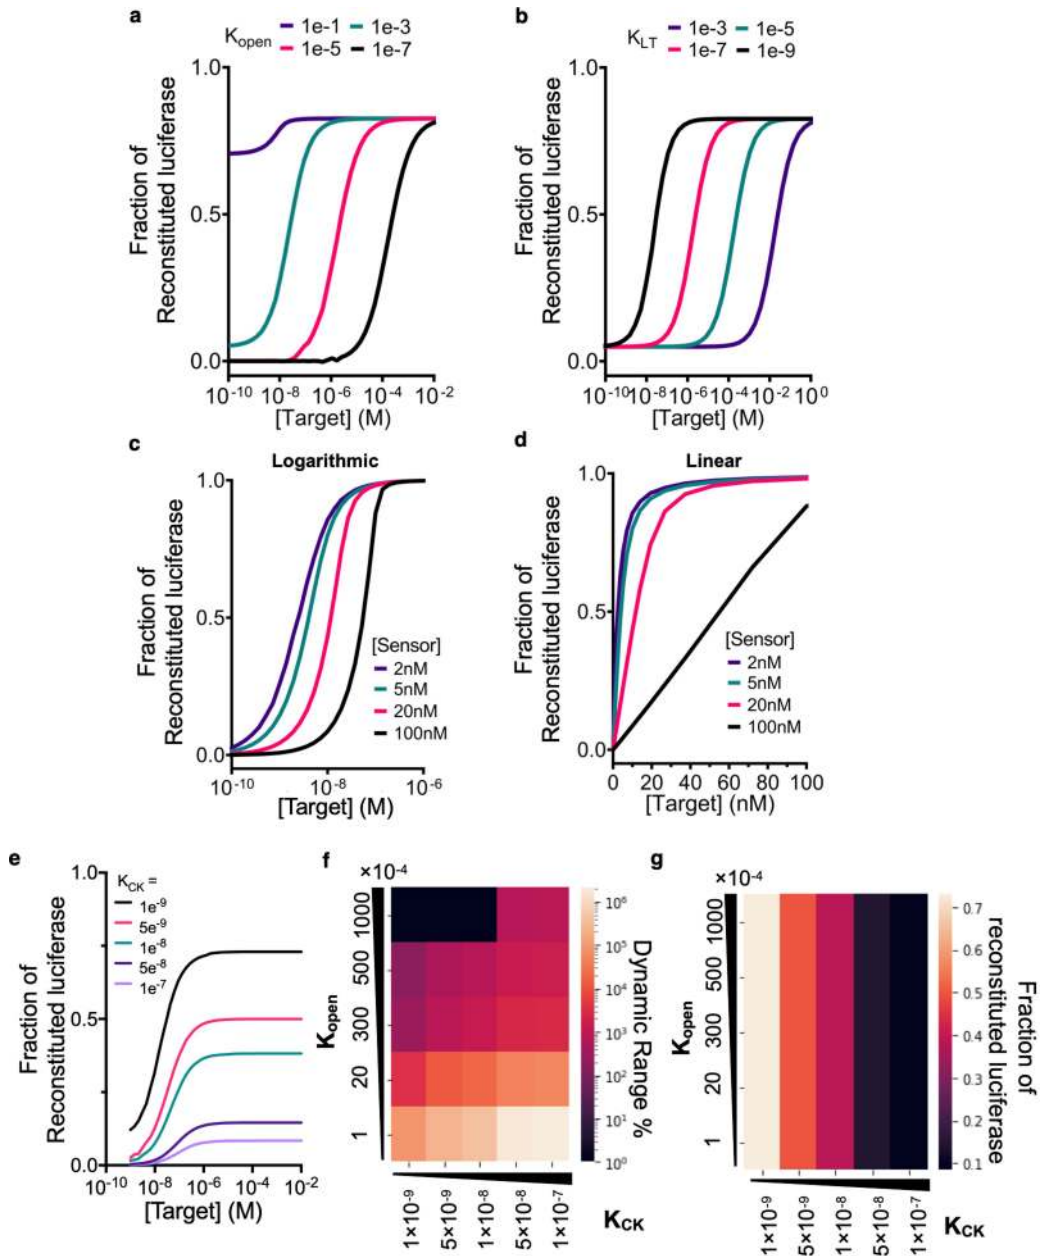 a
K_open 1e-1 1e-3
1e-5 1e-7
Fraction of
Reconstituted luciferase
1.0
0.5
0.0
10^-10 10^-8 10^-6 10^-4 10^-2
[Target] (M)
b
K_LT 1e-3 1e-5
1e-7 1e-9
Fraction of
Reconstituted luciferase
1.0
0.5
0.0
10^-10 10^-8 10^-6 10^-4 10^-2 10^0
[Target] (M)
c
Logarithmic
Fraction of
Reconstituted luciferase
1.0
0.5
0.0
[Sensor]
2nM
5nM
20nM
100nM
10^-10 10^-8 10^-6
[Target] (M)
d
Linear
Fraction of
Reconstituted luciferase
1.0
0.5
0.0
[Sensor]
2nM
5nM
20nM
100nM
0 20 40 60 80 100
[Target] (nM)
e
K_CK =
1e^-9
5e^-9
1e^-8
5e^-8
1e^-7
Fraction of
Reconstituted luciferase
1.0
0.5
0.0
10^-10 10^-8 10^-6 10^-4 10^-2
[Target] (M)
f
×10^-4
K_open
1000
500
300
20
1
1×10^-9 5×10^-9 1×10^-8 5×10^-8 1×10^-7
K_CK
10^6
10^5
10^4
10^3
10^2
10^1
10^0
Dynamic Range %
g
×10^-4
K_open
1000
500
300
20
1
1×10^-9 5×10^-9 1×10^-8 5×10^-8 1×10^-7
K_CK
0.7
0.6
0.5
0.4
0.3
0.2
0.1
Fraction of
reconstituted luciferase